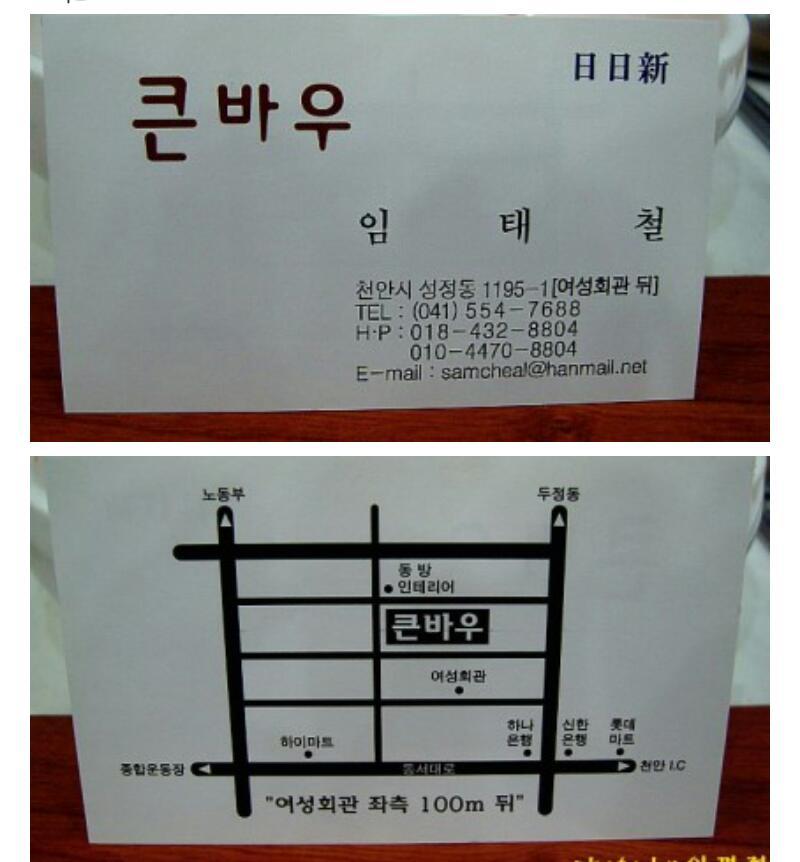 日日新
큰바우
임 태 철
천안시 성정동 1195-1[여성회관 뒤]
TEL : (041) 554-7688
H·P : 018-432-8804
010-4470-8804
E-mail : samcheal@hanmail.net
노동부
두정동
동방
인테리어
큰바우
여성회관
하이마트
하나
은행
신한
은행
롯데
마트
종합운동장
동서대로
천안 I.C
"여성회관 좌측 100m 뒤"